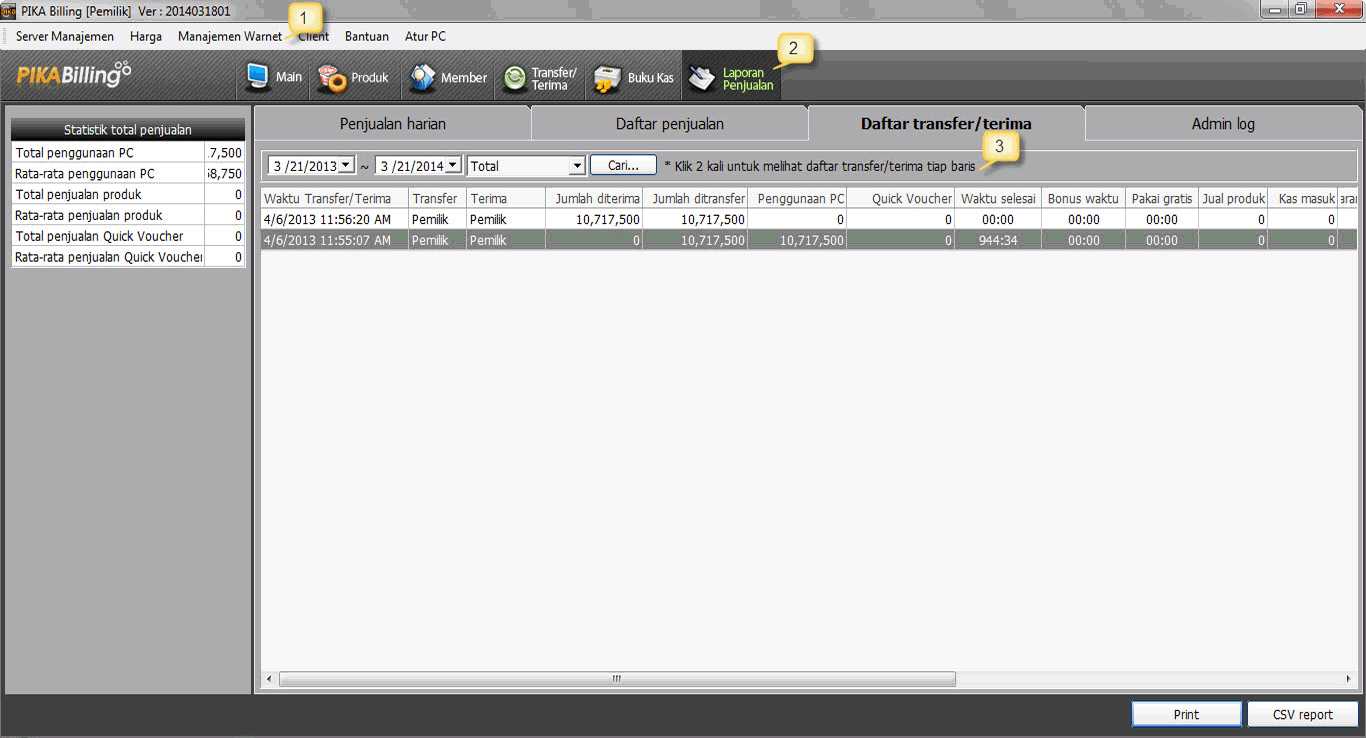 PIKA Billing [Pemilik] Ver : 2014031801
1
Server Manajemen Harga Manajemen Warnet Client Bantuan Atur PC
2
PIKABilling
Main
Produk
Member
Transfer/
Terima
Buku Kas
Laporan
Penjualan
Statistik total penjualan
Total penggunaan PC 7,500
Rata-rata penggunaan PC 8,750
Total penjualan produk 0
Rata-rata penjualan produk 0
Total penjualan Quick Voucher 0
Rata-rata penjualan Quick Voucher 0
Penjualan harian Daftar penjualan Daftar transfer/terima Admin log
3
3 /21/2013 ~ 3 /21/2014 Total Cari... * Klik 2 kali untuk melihat daftar transfer/terima tiap baris
Waktu Transfer/Terima Transfer Terima Jumlah diterima Jumlah ditransfer Penggunaan PC Quick Voucher Waktu selesai Bonus waktu Pakai gratis Jual produk Kas masuk
4/6/2013 11:56:20 AM Pemilik Pemilik 10,717,500 10,717,500 0 0 00:00 00:00 00:00 0 0
4/6/2013 11:55:07 AM Pemilik Pemilik 0 10,717,500 10,717,500 0 944:34 00:00 00:00 0 0
Print CSV report